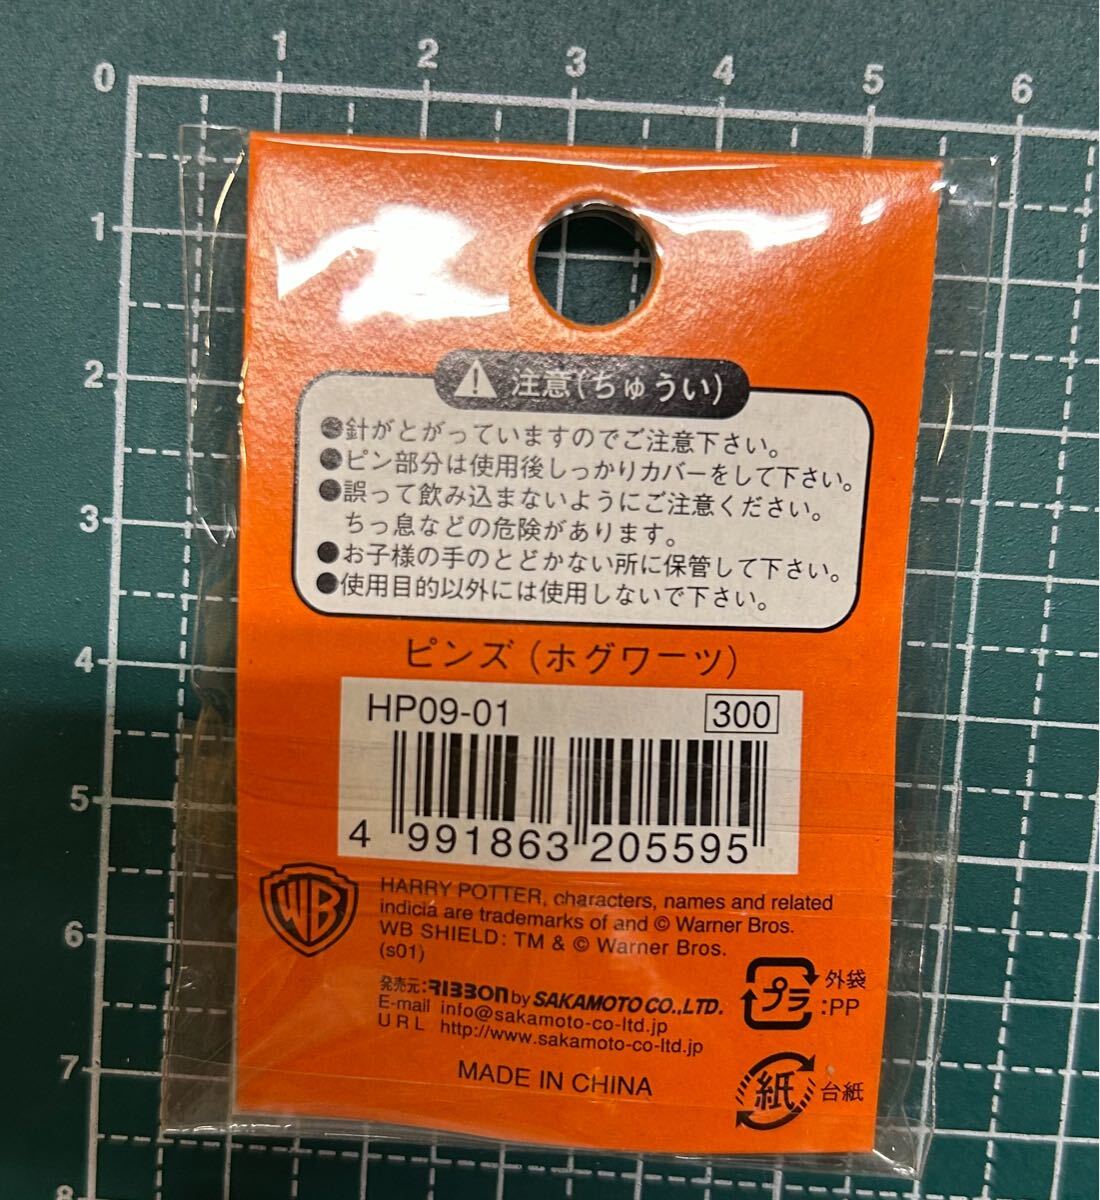 0 1 2 3 4 5 6
1
2
3
4
5
6
7
8
! 注意(ちゅうい)
●針がとがっていますのでご注意下さい。
●ピン部分は使用後しっかりカバーをして下さい。
●誤って飲み込まないようにご注意ください。
ちっ息などの危険があります。
●お子様の手のとどかない所に保管して下さい。
●使用目的以外には使用しないで下さい。
ピンズ(ホグワーツ)
HP09-01 300
4 991863 205595
WB
HARRY POTTER, characters, names and related
indicia are trademarks of and © Warner Bros.
WB SHIELD: TM & © Warner Bros.
(s01)
発売元:RIBBON by SAKAMOTO CO.,LTD.
E-mail info@sakamoto-co-ltd.jp
URL http://www.sakamoto-co-ltd.jp
MADE IN CHINA
プラ 外袋
:PP
紙 台紙